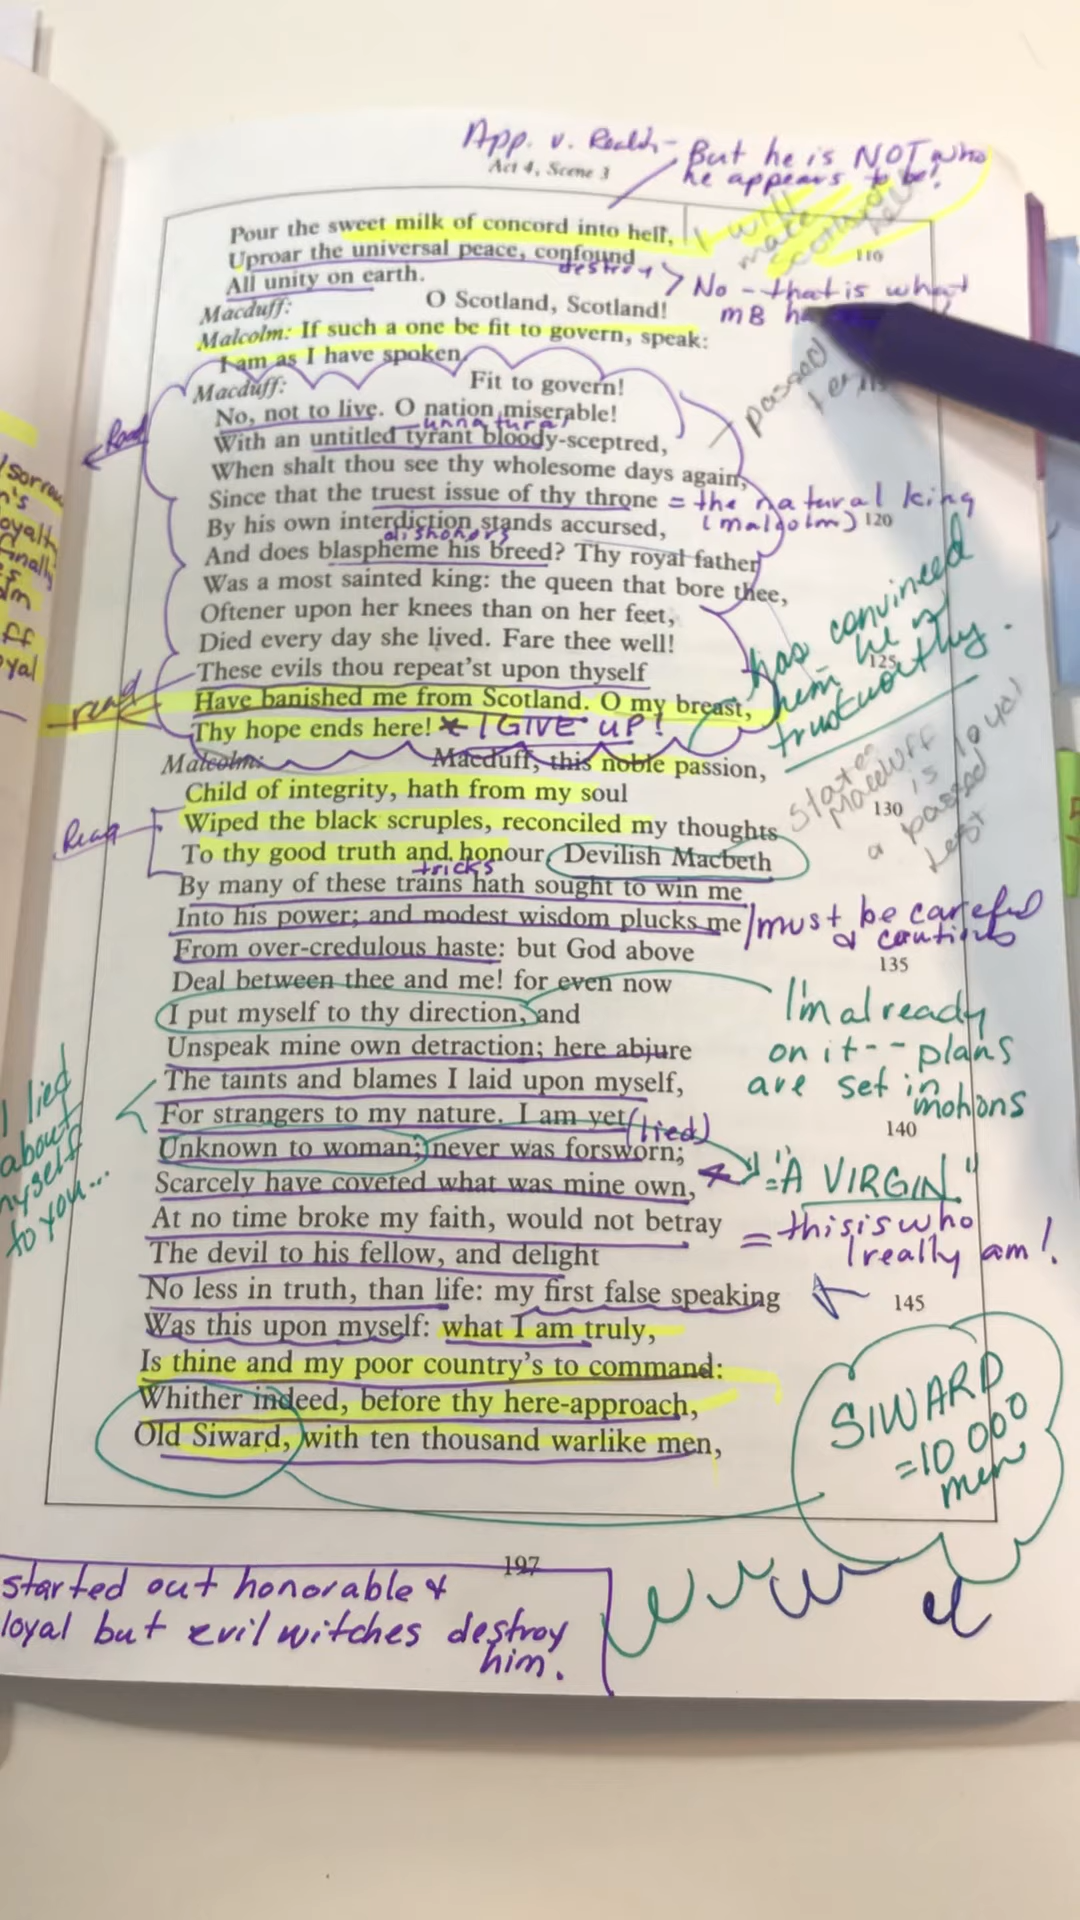 App. v. Reality - But he is NOT who
he appears to be!
Act 4, Scene 3
Pour the sweet milk of concord into hell,
I will
make
Scotland
hell
Uproar the universal peace, confound
110
destroy
All unity on earth.
No - that is what
MB
Macduff: O Scotland, Scotland!
Malcolm: If such a one be fit to govern, speak:
I am as I have spoken.
passed
Macduff: Fit to govern!
Read
No, not to live. O nation miserable!
unnatural
With an untitled tyrant bloody-sceptred,
When shalt thou see thy wholesome days again,
Since that the truest issue of thy throne = the natural king
(malcolm) 120
By his own interdiction stands accursed,
dishonors
And does blaspheme his breed? Thy royal father
Was a most sainted king: the queen that bore thee,
Oftener upon her knees than on her feet,
Died every day she lived. Fare thee well!
has convinced
him he is
trustworthy.
125
These evils thou repeat'st upon thyself
read
Have banished me from Scotland. O my breast,
Thy hope ends here! * I GIVE UP!
Malcolm: Macduff, this noble passion,
Child of integrity, hath from my soul
states
Macduff
is loyal
a passed
test
130
Read
Wiped the black scruples, reconciled my thoughts
To thy good truth and honour. Devilish Macbeth
tricks
By many of these trains hath sought to win me
Into his power; and modest wisdom plucks me / must be careful
& cautious
From over-credulous haste: but God above
135
Deal between thee and me! for even now
I put myself to thy direction, and
I'm already
on it -- plans
are set in
motions
Unspeak mine own detraction; here abjure
The taints and blames I laid upon myself,
I lied
about
myself
to you...
For strangers to my nature. I am yet
(lied)
140
Unknown to woman; never was forsworn;
Scarcely have coveted what was mine own,
= "A VIRGIN"
At no time broke my faith, would not betray
= this is who
I really am!
The devil to his fellow, and delight
No less in truth, than life: my first false speaking
145
Was this upon myself: what I am truly,
Is thine and my poor country's to command:
Whither indeed, before thy here-approach,
Old Siward, with ten thousand warlike men,
SIWARD
=10 000
men
197
started out honorable &
loyal but evil witches destroy
him.